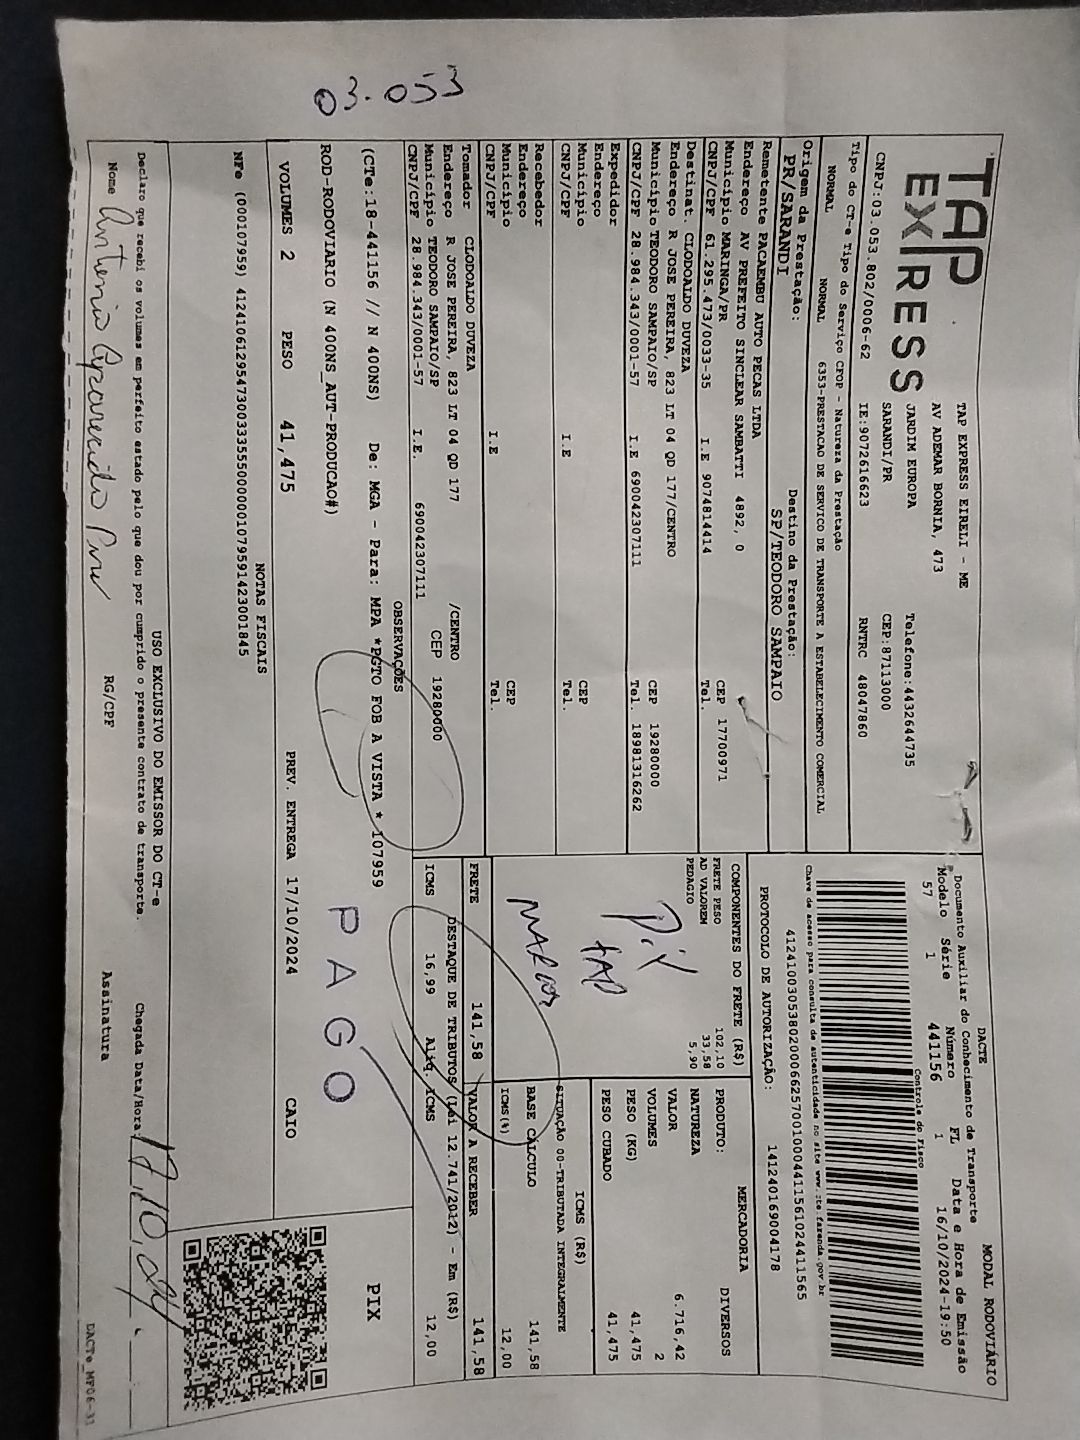 03.053
TAP EXPRESS
TAP EXPRESS EIRELI - ME
AV ADEMAR BORNIA, 473
JARDIM EUROPA
SARANDI/PR
Telefone:4432644735
CEP:87113000
CNPJ:03.053.802/0006-62
IE:9072616623
RNTRC 48047860
Tipo do CT-e Tipo do Serviço CFOP - Natureza da Prestação
NORMAL NORMAL 6353-PRESTACAO DE SERVICO DE TRANSPORTE A ESTABELECIMENTO COMERCIAL
Origem da Prestação: Destino da Prestação:
PR/SARANDI SP/TEODORO SAMPAIO
Remetente PACAEMBU AUTO PECAS LTDA
Endereço AV PREFEITO SINCLEAR SAMBATTI 4892, 0
Município MARINGA/PR CEP 17700971
CNPJ/CPF 61.295.473/0033-35 I.E 9074814414 Tel.
Destinat. CLODOALDO DUVEZA
Endereço R JOSE PEREIRA, 823 LT 04 QD 177/CENTRO
Município TEODORO SAMPAIO/SP CEP 19280000
CNPJ/CPF 28.984.343/0001-57 I.E 690042307111 Tel. 18981316262
Expedidor
Endereço
Município CEP
CNPJ/CPF I.E Tel.
Recebedor
Endereço
Município CEP
CNPJ/CPF I.E Tel.
Tomador CLODOALDO DUVEZA
Endereço R JOSE PEREIRA, 823 LT 04 QD 177 /CENTRO
Município TEODORO SAMPAIO/SP CEP 19280000
CNPJ/CPF 28.984.343/0001-57 I.E. 690042307111
DACTE MODAL RODOVIÁRIO
Documento Auxiliar do Conhecimento de Transporte
Modelo Série Número FL Data e Hora de Emissão
57 1 441156 1 16/10/2024-19:50
Controle do Fisco
Chave de acesso para consulta de autenticidade no site www.cte.fazenda.gov.br
PROTOCOLO DE AUTORIZAÇÃO: 141240169004178
COMPONENTES DO FRETE (R$)
FRETE PESO 102,10
AD VALOREM 33,58
PEDAGIO 5,90
Pix
TAP
MARCOS
MERCADORIA
PRODUTO: DIVERSOS
NATUREZA
VALOR 6.716,42
VOLUMES 2
PESO (KG) 41,475
PESO CUBADO 41,475
ICMS (R$)
SITUAÇÃO 00-TRIBUTADA INTEGRALMENTE
BASE CALCULO 141,58
ICMS(%) 12,00
FRETE 141,58 VALOR A RECEBER 141,58
DESTAQUE DE TRIBUTOS (Lei 12.741/2012) - Em (R$)
ICMS 16,99 Aliq. ICMS 12,00
OBSERVAÇÕES
(CTe:18-441156 // N 400NS) De: MGA - Para: MPA *PGTO FOB A VISTA * 107959
ROD-RODOVIARIO (N 400NS_AUT-PRODUCAO#)
PAGO
PIX
VOLUMES 2 PESO 41,475 PREV. ENTREGA 17/10/2024 CAIO
NOTAS FISCAIS
NFe (000107959) 41241061295473003335550000001079591423001845
USO EXCLUSIVO DO EMISSOR DO CT-e
Declaro que recebi os volumes em perfeito estado pelo que dou por cumprido o presente contrato de transporte. Chegada Data/Hora 17.10.24
Nome Antonio Aparecido RG/CPF Assinatura